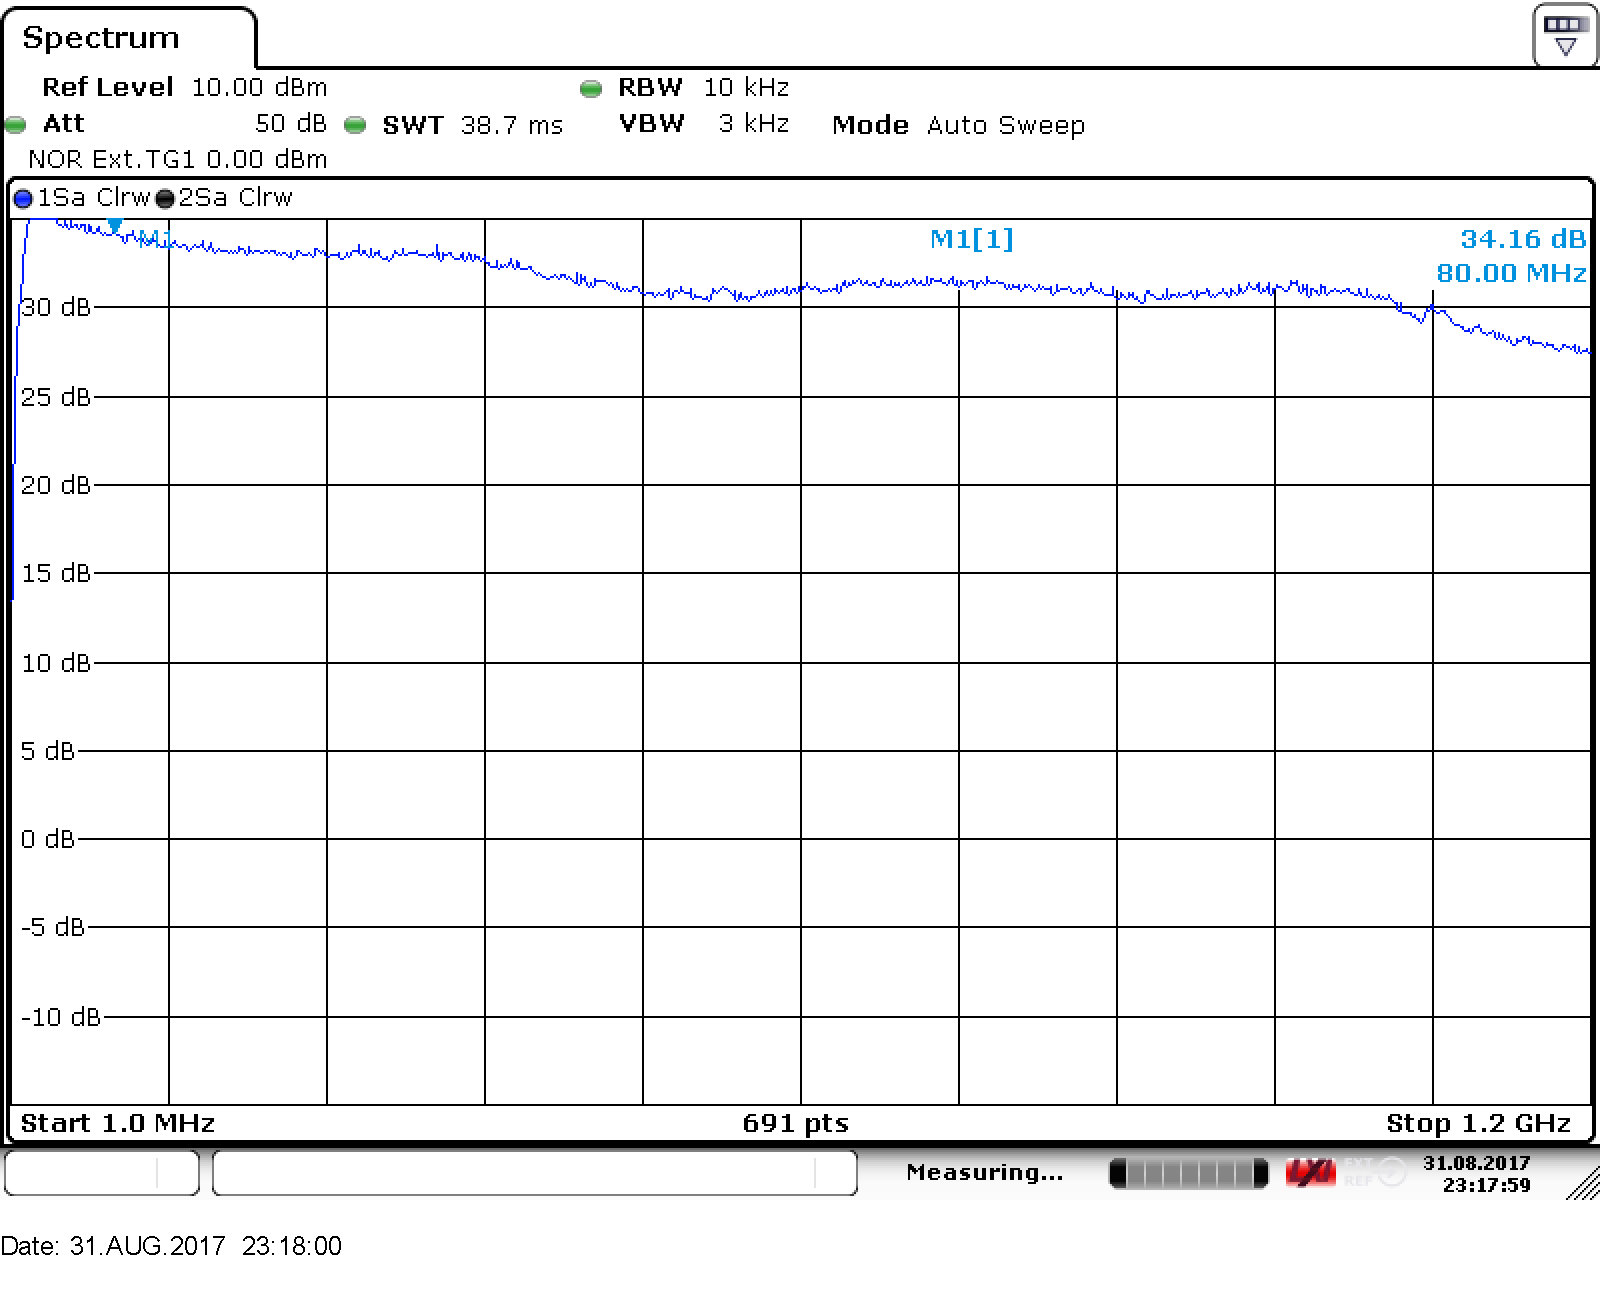 Spectrum
Ref Level 10.00 dBm RBW 10 kHz
Att 50 dB SWT 38.7 ms VBW 3 kHz Mode Auto Sweep
NOR Ext.TG1 0.00 dBm
1Sa Clrw 2Sa Clrw
M1 M1[1] 34.16 dB
80.00 MHz
30 dB
25 dB
20 dB
15 dB
10 dB
5 dB
0 dB
-5 dB
-10 dB
Start 1.0 MHz 691 pts Stop 1.2 GHz
Measuring... LXI EXT REF 31.08.2017
23:17:59
Date: 31.AUG.2017 23:18:00